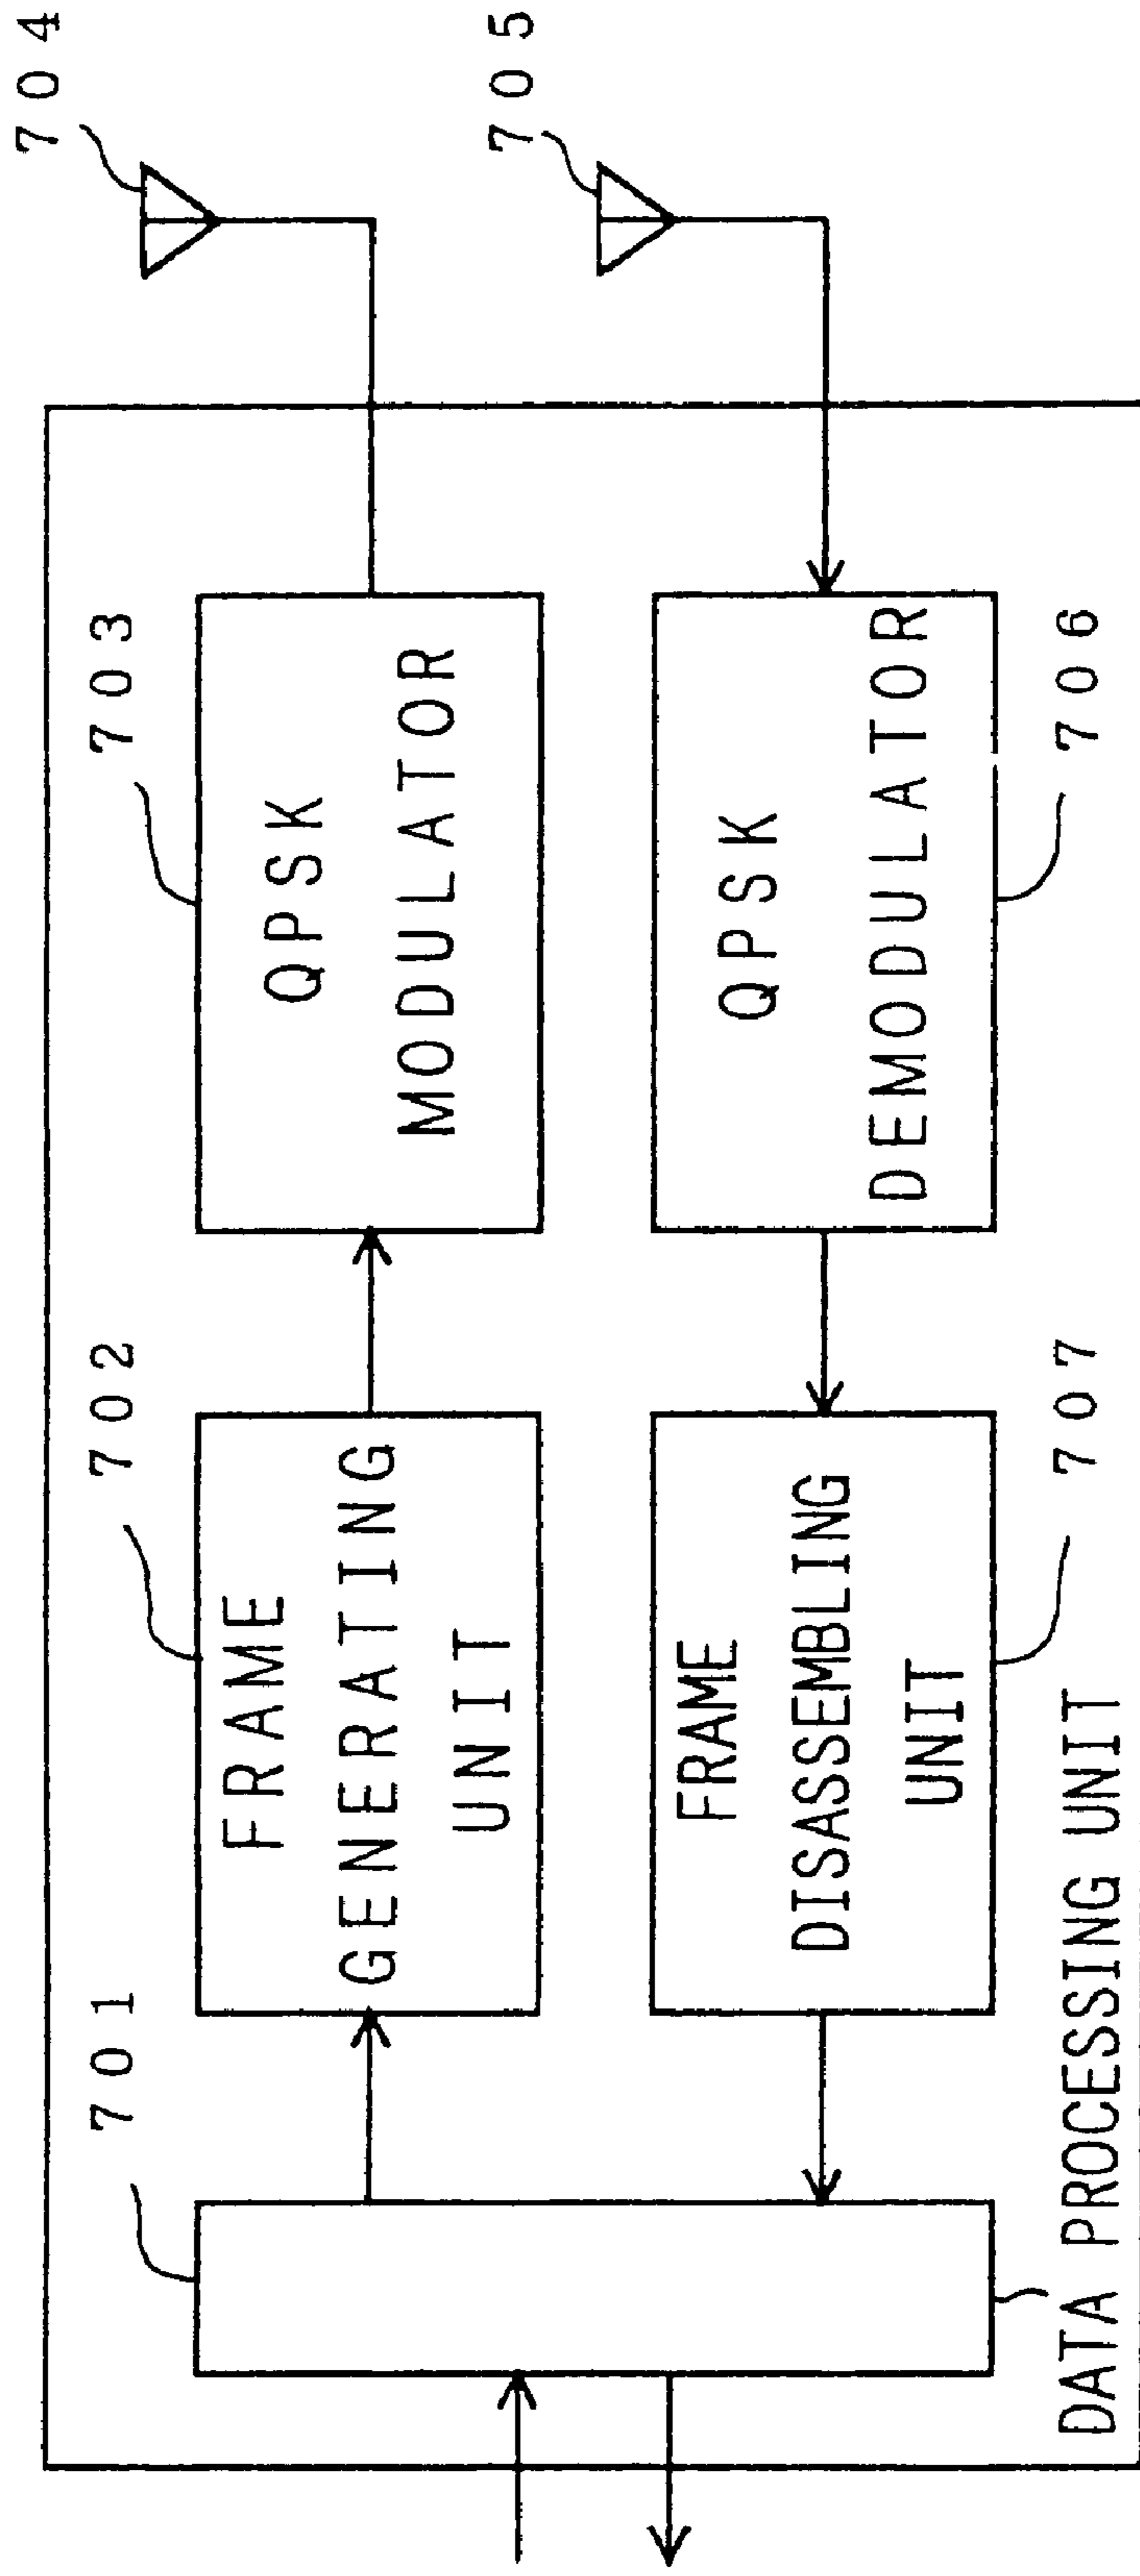 ７０１
７０２
７０３
７０４
FRAME
GENERATING
UNIT
QPSK
MODULATOR
７０５
FRAME
DISASSEMBLING
UNIT
QPSK
DEMODULATOR
DATA PROCESSING UNIT
７０７
７０６